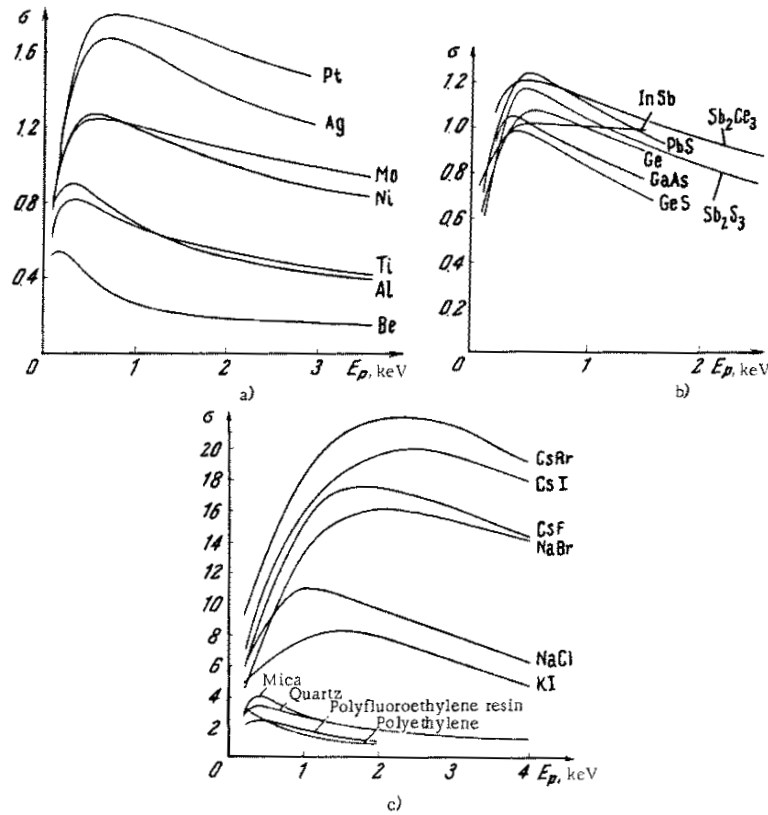 σ
1.6
1.2
0.8
0.4
0
1
2
3
E_p, keV
Pt
Ag
Mo
Ni
Ti
Al
Be
a)
σ
1.2
1.0
0.8
0.6
0.4
0.2
0
1
2
E_p, keV
InSb
Sb₂Ce₃
PbS
Ge
GaAs
GeS
Sb₂S₃
b)
σ
20
18
16
14
12
10
8
6
4
2
0
1
2
3
4
E_p, keV
CsBr
CsI
CsF
NaBr
NaCl
KI
Mica
Quartz
Polyfluoroethylene resin
Polyethylene
c)